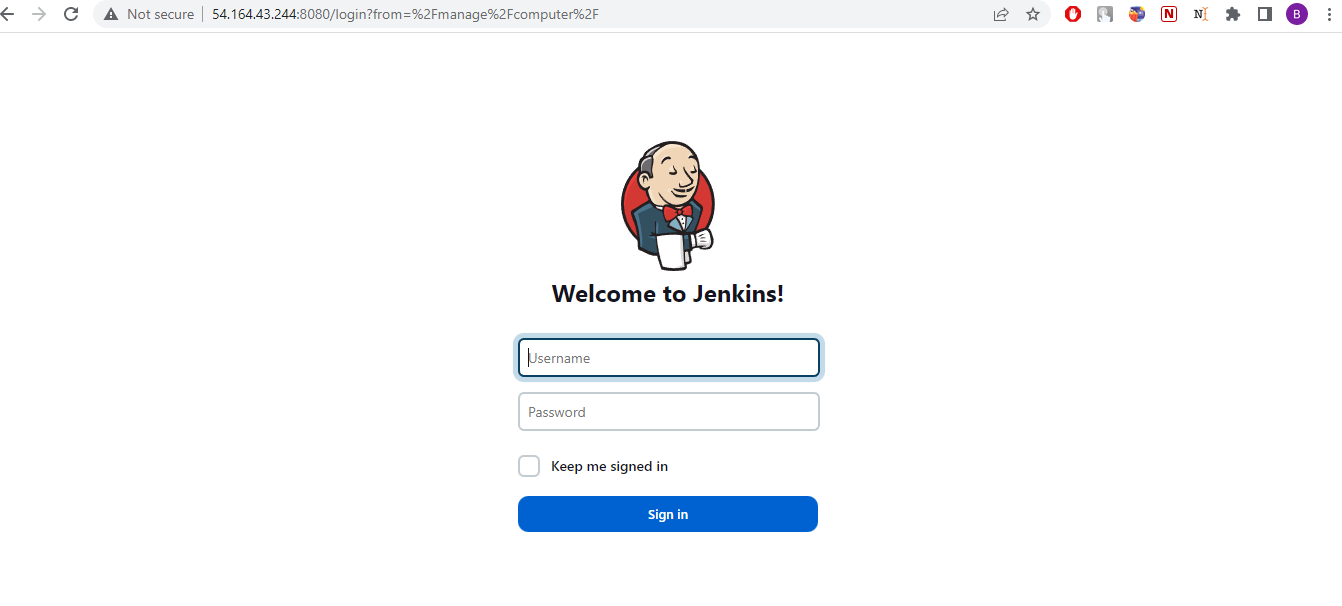 Not secure 54.164.43.244:8080/login?from=%2Fmanage%2Fcomputer%2F N N B
Welcome to Jenkins!
Username
Password
Keep me signed in
Sign in